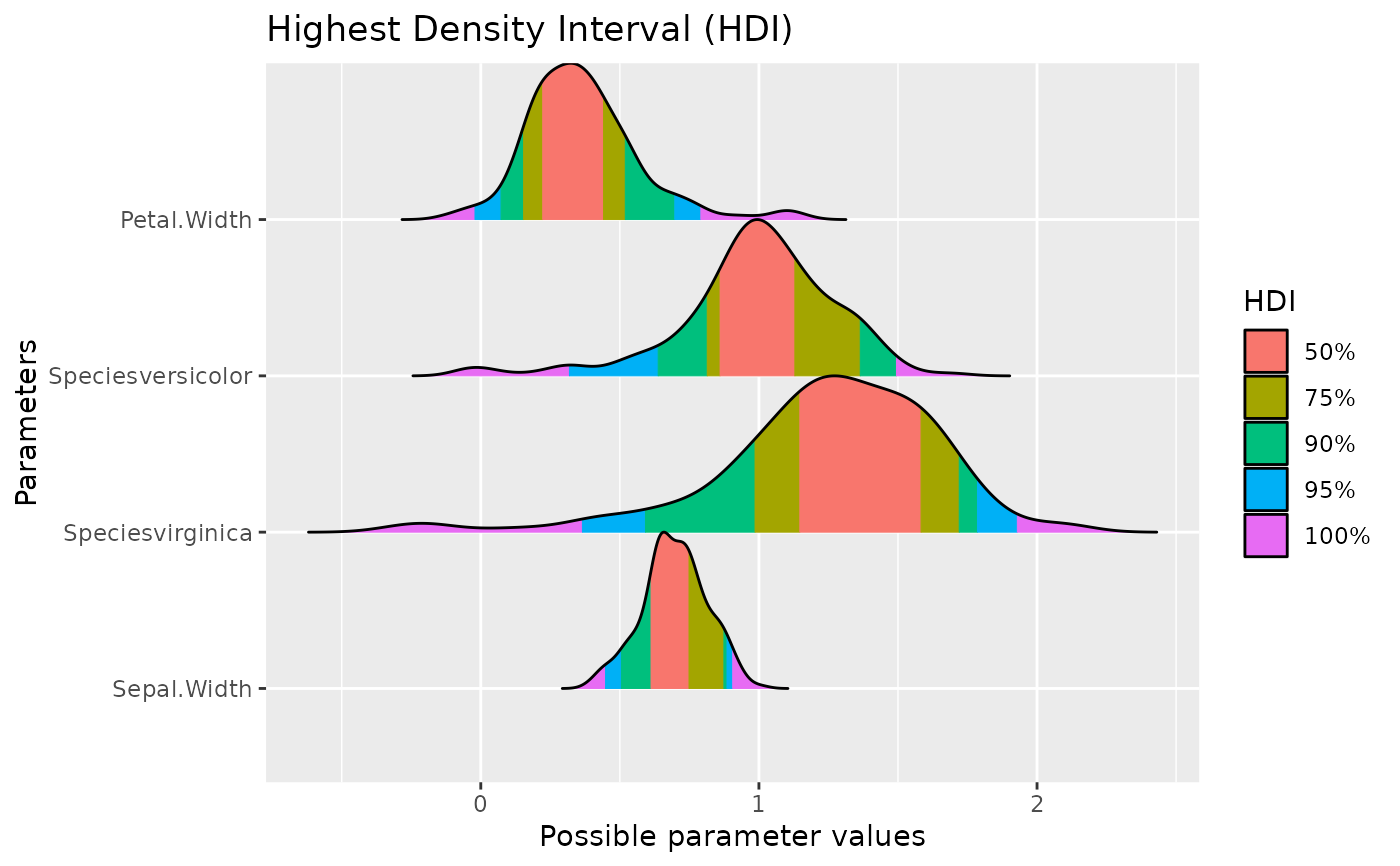 Highest Density Interval (HDI)
Parameters
Petal.Width
Speciesversicolor
Speciesvirginica
Sepal.Width
0 1 2
Possible parameter values
HDI
50%
75%
90%
95%
100%